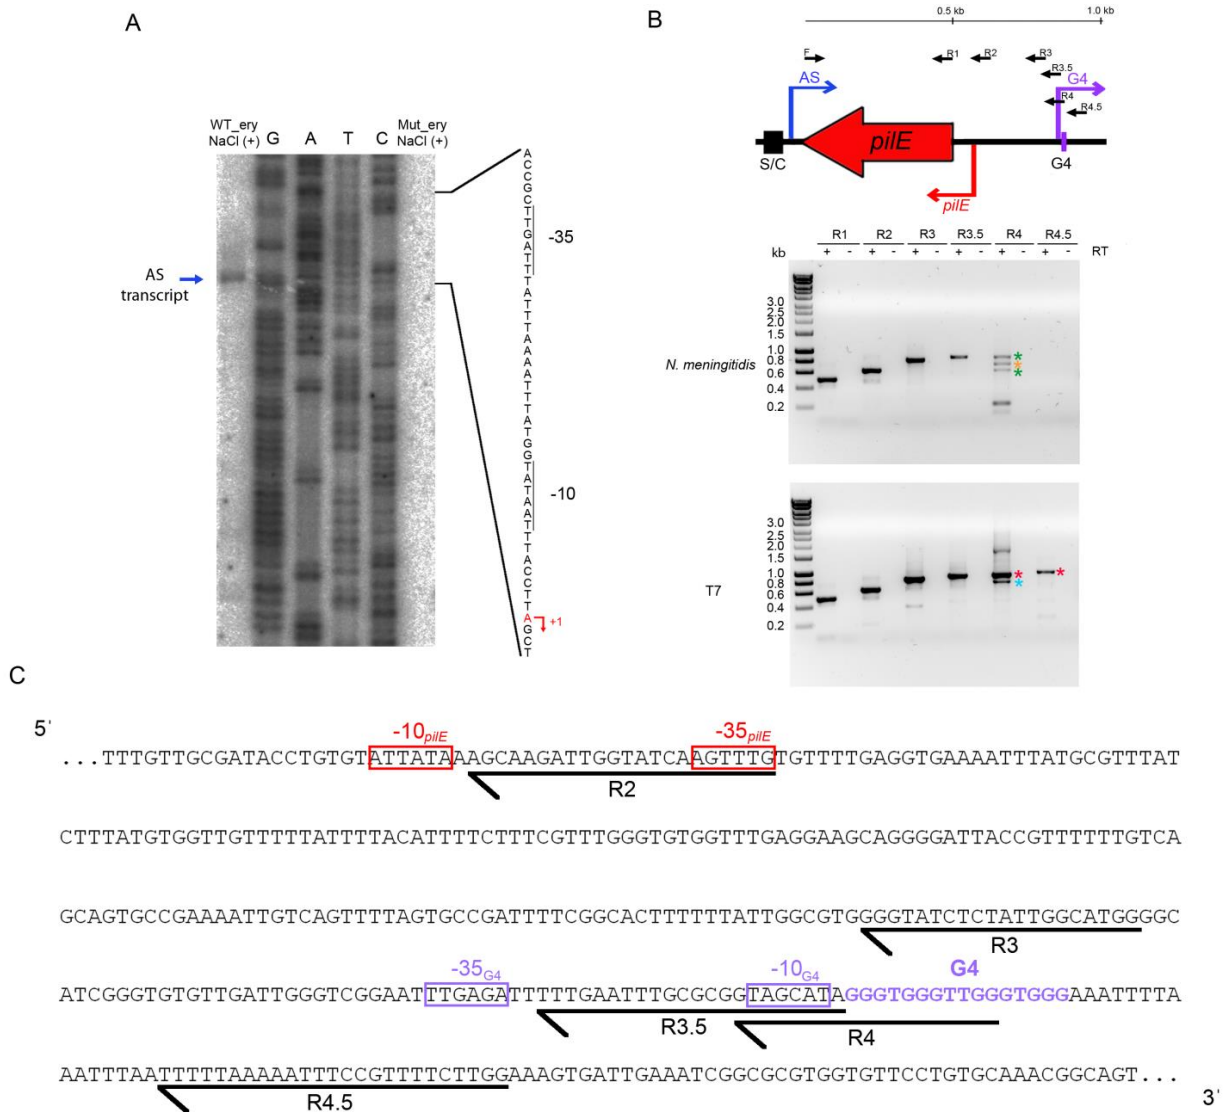 A
WT_ery
NaCl (+)
G A T C
Mut_ery
NaCl (+)
AS
transcript
ACCGCTTGATTTATTTAAAATTTATGGTATAATTTTACCTTAGCT
-35
-10
+1
B
0.5 kb 1.0 kb
F R1 R2 R3
R3.5
R4
R4.5
AS
G4
pilE
S/C
G4
pilE
R1 R2 R3 R3.5 R4 R4.5
kb + - + - + - + - + - + - RT
3.0
2.5
2.0
1.5
1.0
0.8
0.6
0.4
0.2
N. meningitidis
*
*
*
3.0
2.5
2.0
1.5
1.0
0.8
0.6
0.4
0.2
T7
* *
*
C
5'
-10pilE -35pilE
...TTTGTTGCGATACCTGTGTATTATAAAGCAAGATTGGTATCAAGTTTGTGTTTTGAGGTGAAAATTTATGCGTTTAT
R2
CTTTATGTGGTTGTTTTTATTTTACATTTTCTTTCGTTTGGGTGTGGTTTGAGGAAGCAGGGGATTACCGTTTTTTGTCA
GCAGTGCCGAAAATTGTCAGTTTTAGTGCCGATTTTCGGCACTTTTTTATTGGCGTGGGGTATCTCTATTGGCATGGGGC
R3
-35G4 -10G4 G4
ATCGGGTGTGTTGATTGGGTCGGAATTTGAGATTTTTGAATTTGCGCGGTAGCATAGGGTGGGTTGGGTGGGAAATTTTA
R3.5 R4
AATTTAATTTTTAAAAATTTCCGTTTTCTTGGAAAGTGATTGAAATCGGCGCGTGGTGTTCCTGTGCAAACGGCAGT...
R4.5
3'